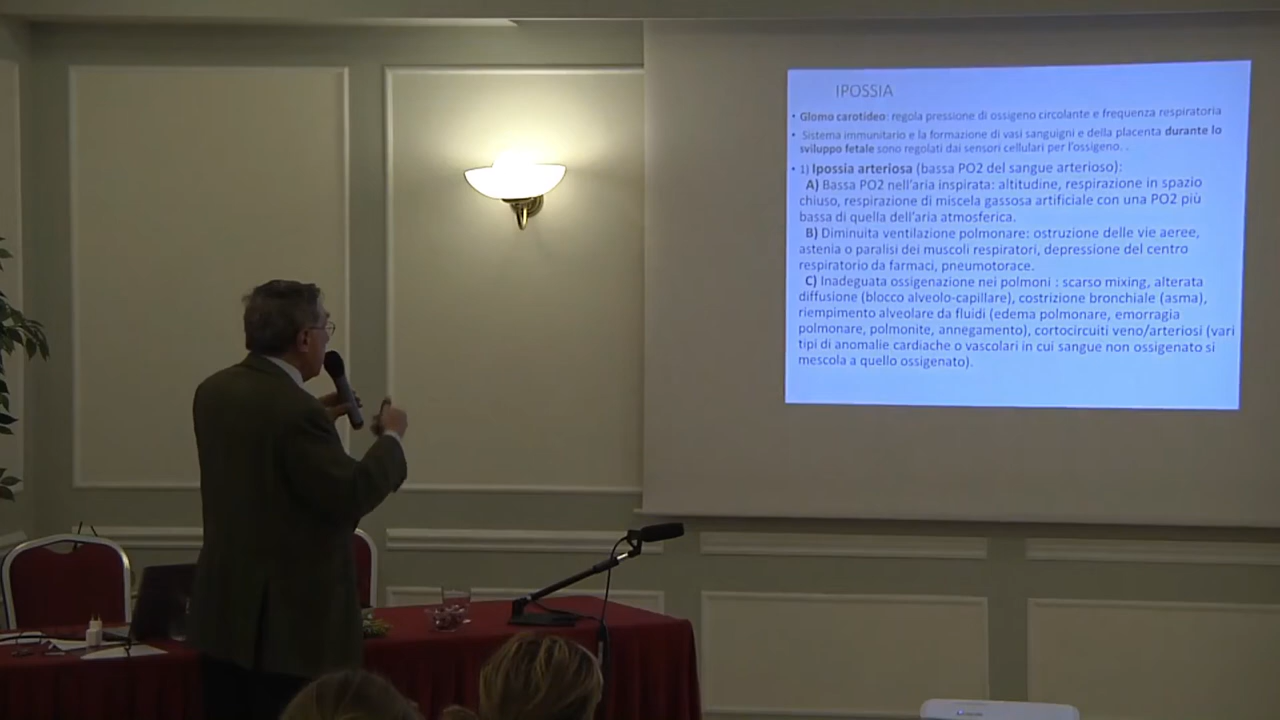 IPOSSIA
• Glomo carotideo: regola pressione di ossigeno circolante e frequenza respiratoria
• Sistema immunitario e la formazione di vasi sanguigni e della placenta durante lo
sviluppo fetale sono regolati dai sensori cellulari per l'ossigeno. .
• 1) Ipossia arteriosa (bassa PO2 del sangue arterioso):
A) Bassa PO2 nell'aria inspirata: altitudine, respirazione in spazio
chiuso, respirazione di miscela gassosa artificiale con una PO2 più
bassa di quella dell'aria atmosferica.
B) Diminuita ventilazione polmonare: ostruzione delle vie aeree,
astenia o paralisi dei muscoli respiratori, depressione del centro
respiratorio da farmaci, pneumotorace.
C) Inadeguata ossigenazione nei polmoni : scarso mixing, alterata
diffusione (blocco alveolo-capillare), costrizione bronchiale (asma),
riempimento alveolare da fluidi (edema polmonare, emorragia
polmonare, polmonite, annegamento), cortocircuiti veno/arteriosi (vari
tipi di anomalie cardiache o vascolari in cui sangue non ossigenato si
mescola a quello ossigenato).